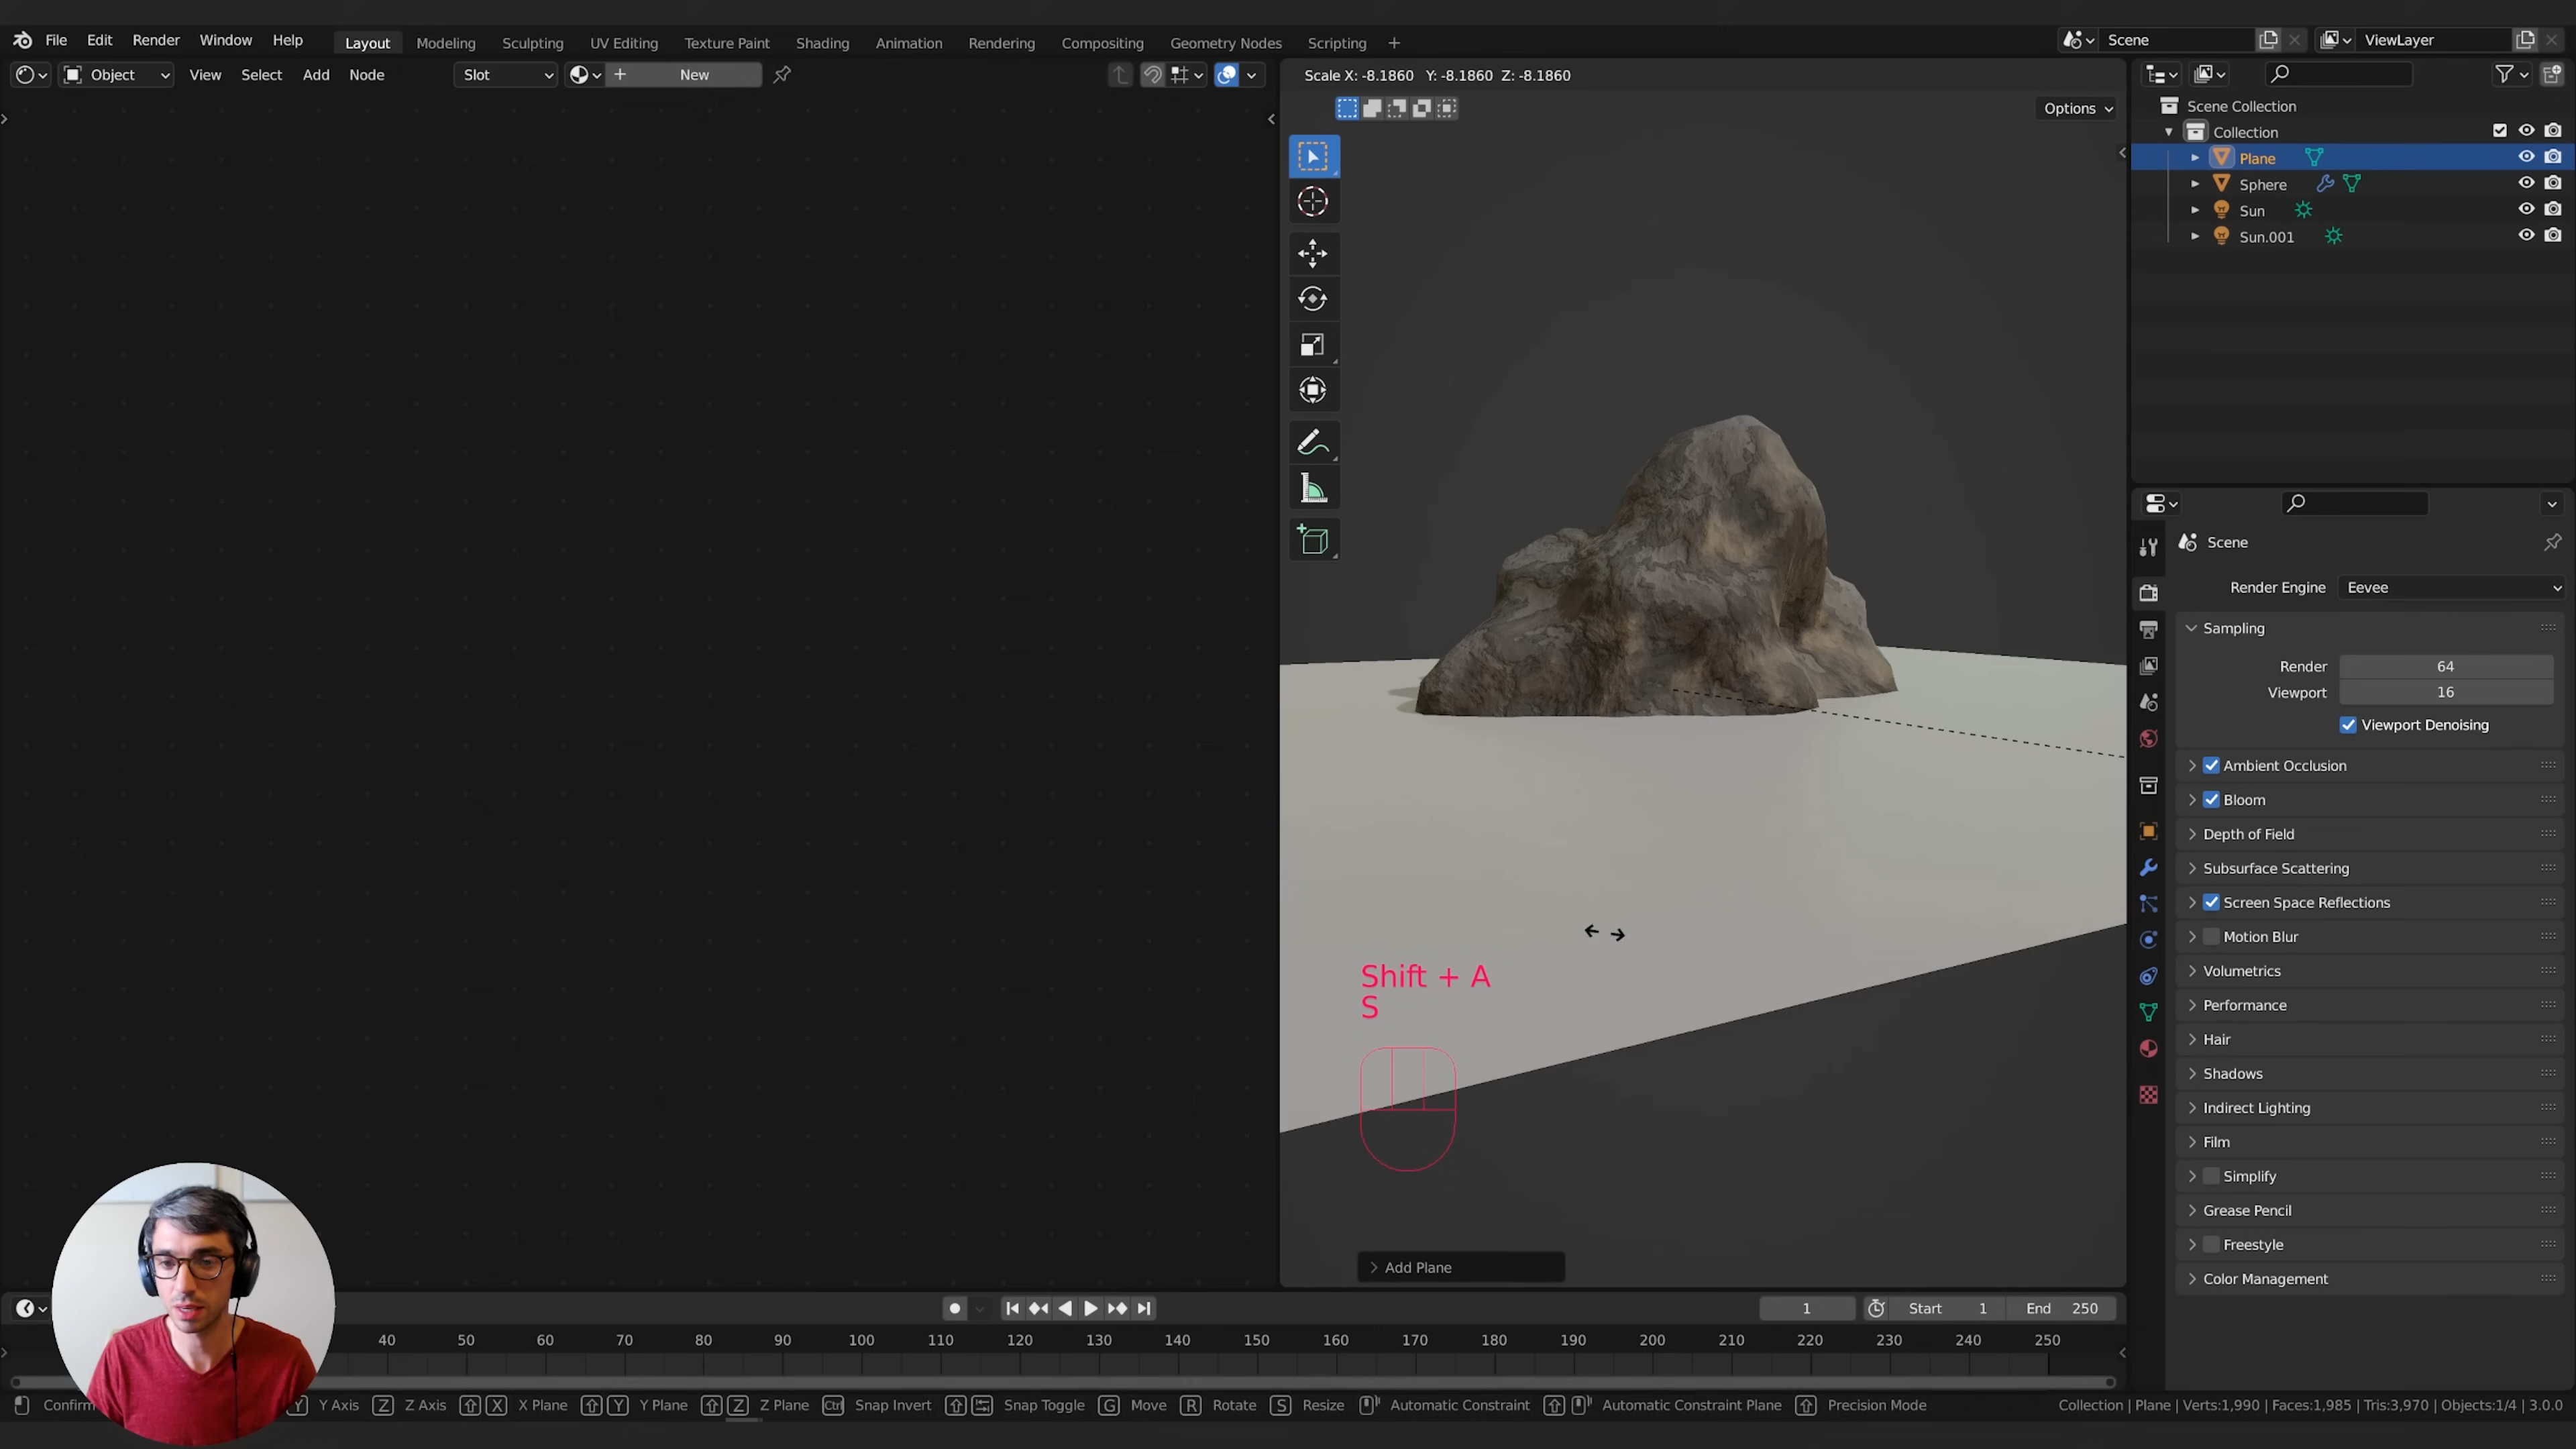 File Edit Render Window Help Layout Modeling Sculpting UV Editing Texture Paint Shading Animation Rendering Compositing Geometry Nodes Scripting + Scene ViewLayer
Object View Select Add Node Slot New
Scale X: -8.1860 Y: -8.1860 Z: -8.1860
Options
Scene Collection
Collection
Plane
Sphere
Sun
Sun.001
Scene
Render Engine Eevee
Sampling
Render 64
Viewport 16
Viewport Denoising
Ambient Occlusion
Bloom
Depth of Field
Subsurface Scattering
Screen Space Reflections
Motion Blur
Volumetrics
Performance
Hair
Shadows
Indirect Lighting
Film
Simplify
Grease Pencil
Freestyle
Color Management
Shift + A
S
Add Plane
1 Start 1 End 250
40 50 60 70 80 90 100 110 120 130 140 150 160 170 180 190 200 210 220 230 240 250
Confirm Y Y Axis Z Z Axis X X Plane Y Y Plane Z Z Plane Ctrl Snap Invert Snap Toggle G Move R Rotate S Resize Automatic Constraint Automatic Constraint Plane Precision Mode Collection | Plane | Verts:1,990 | Faces:1,985 | Tris:3,970 | Objects:1/4 | 3.0.0